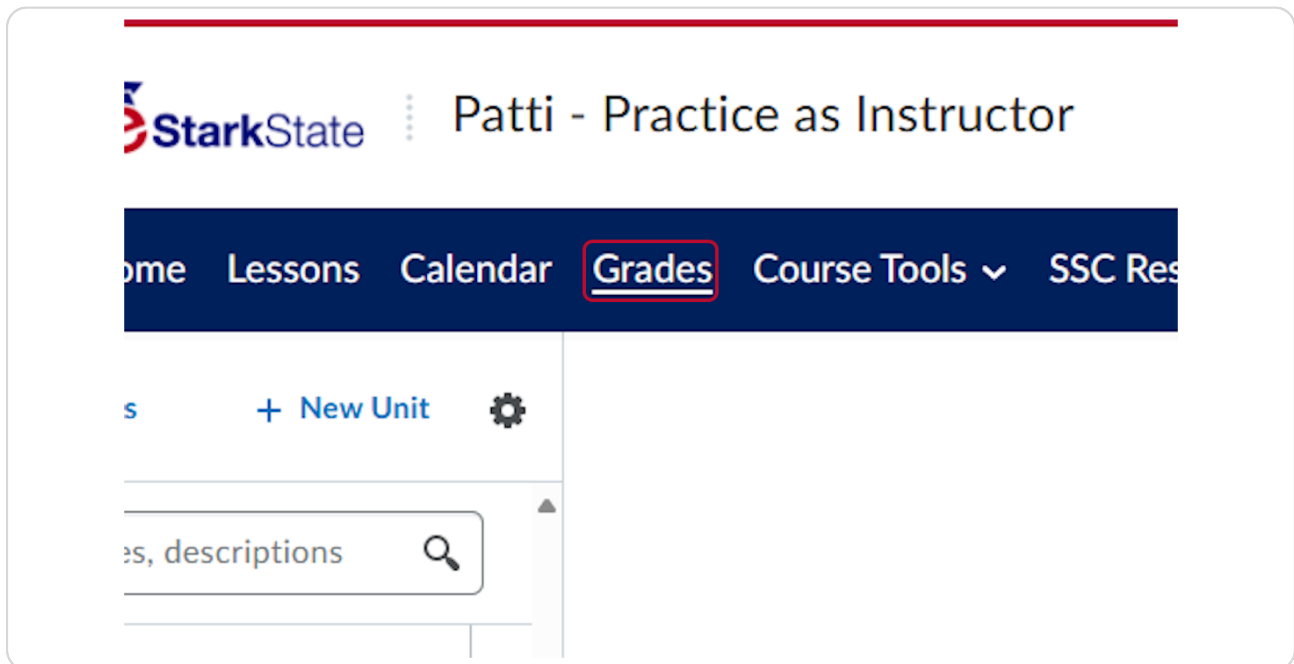 StarkState
Patti - Practice as Instructor
ome Lessons Calendar Grades Course Tools SSC Res
s + New Unit
es, descriptions